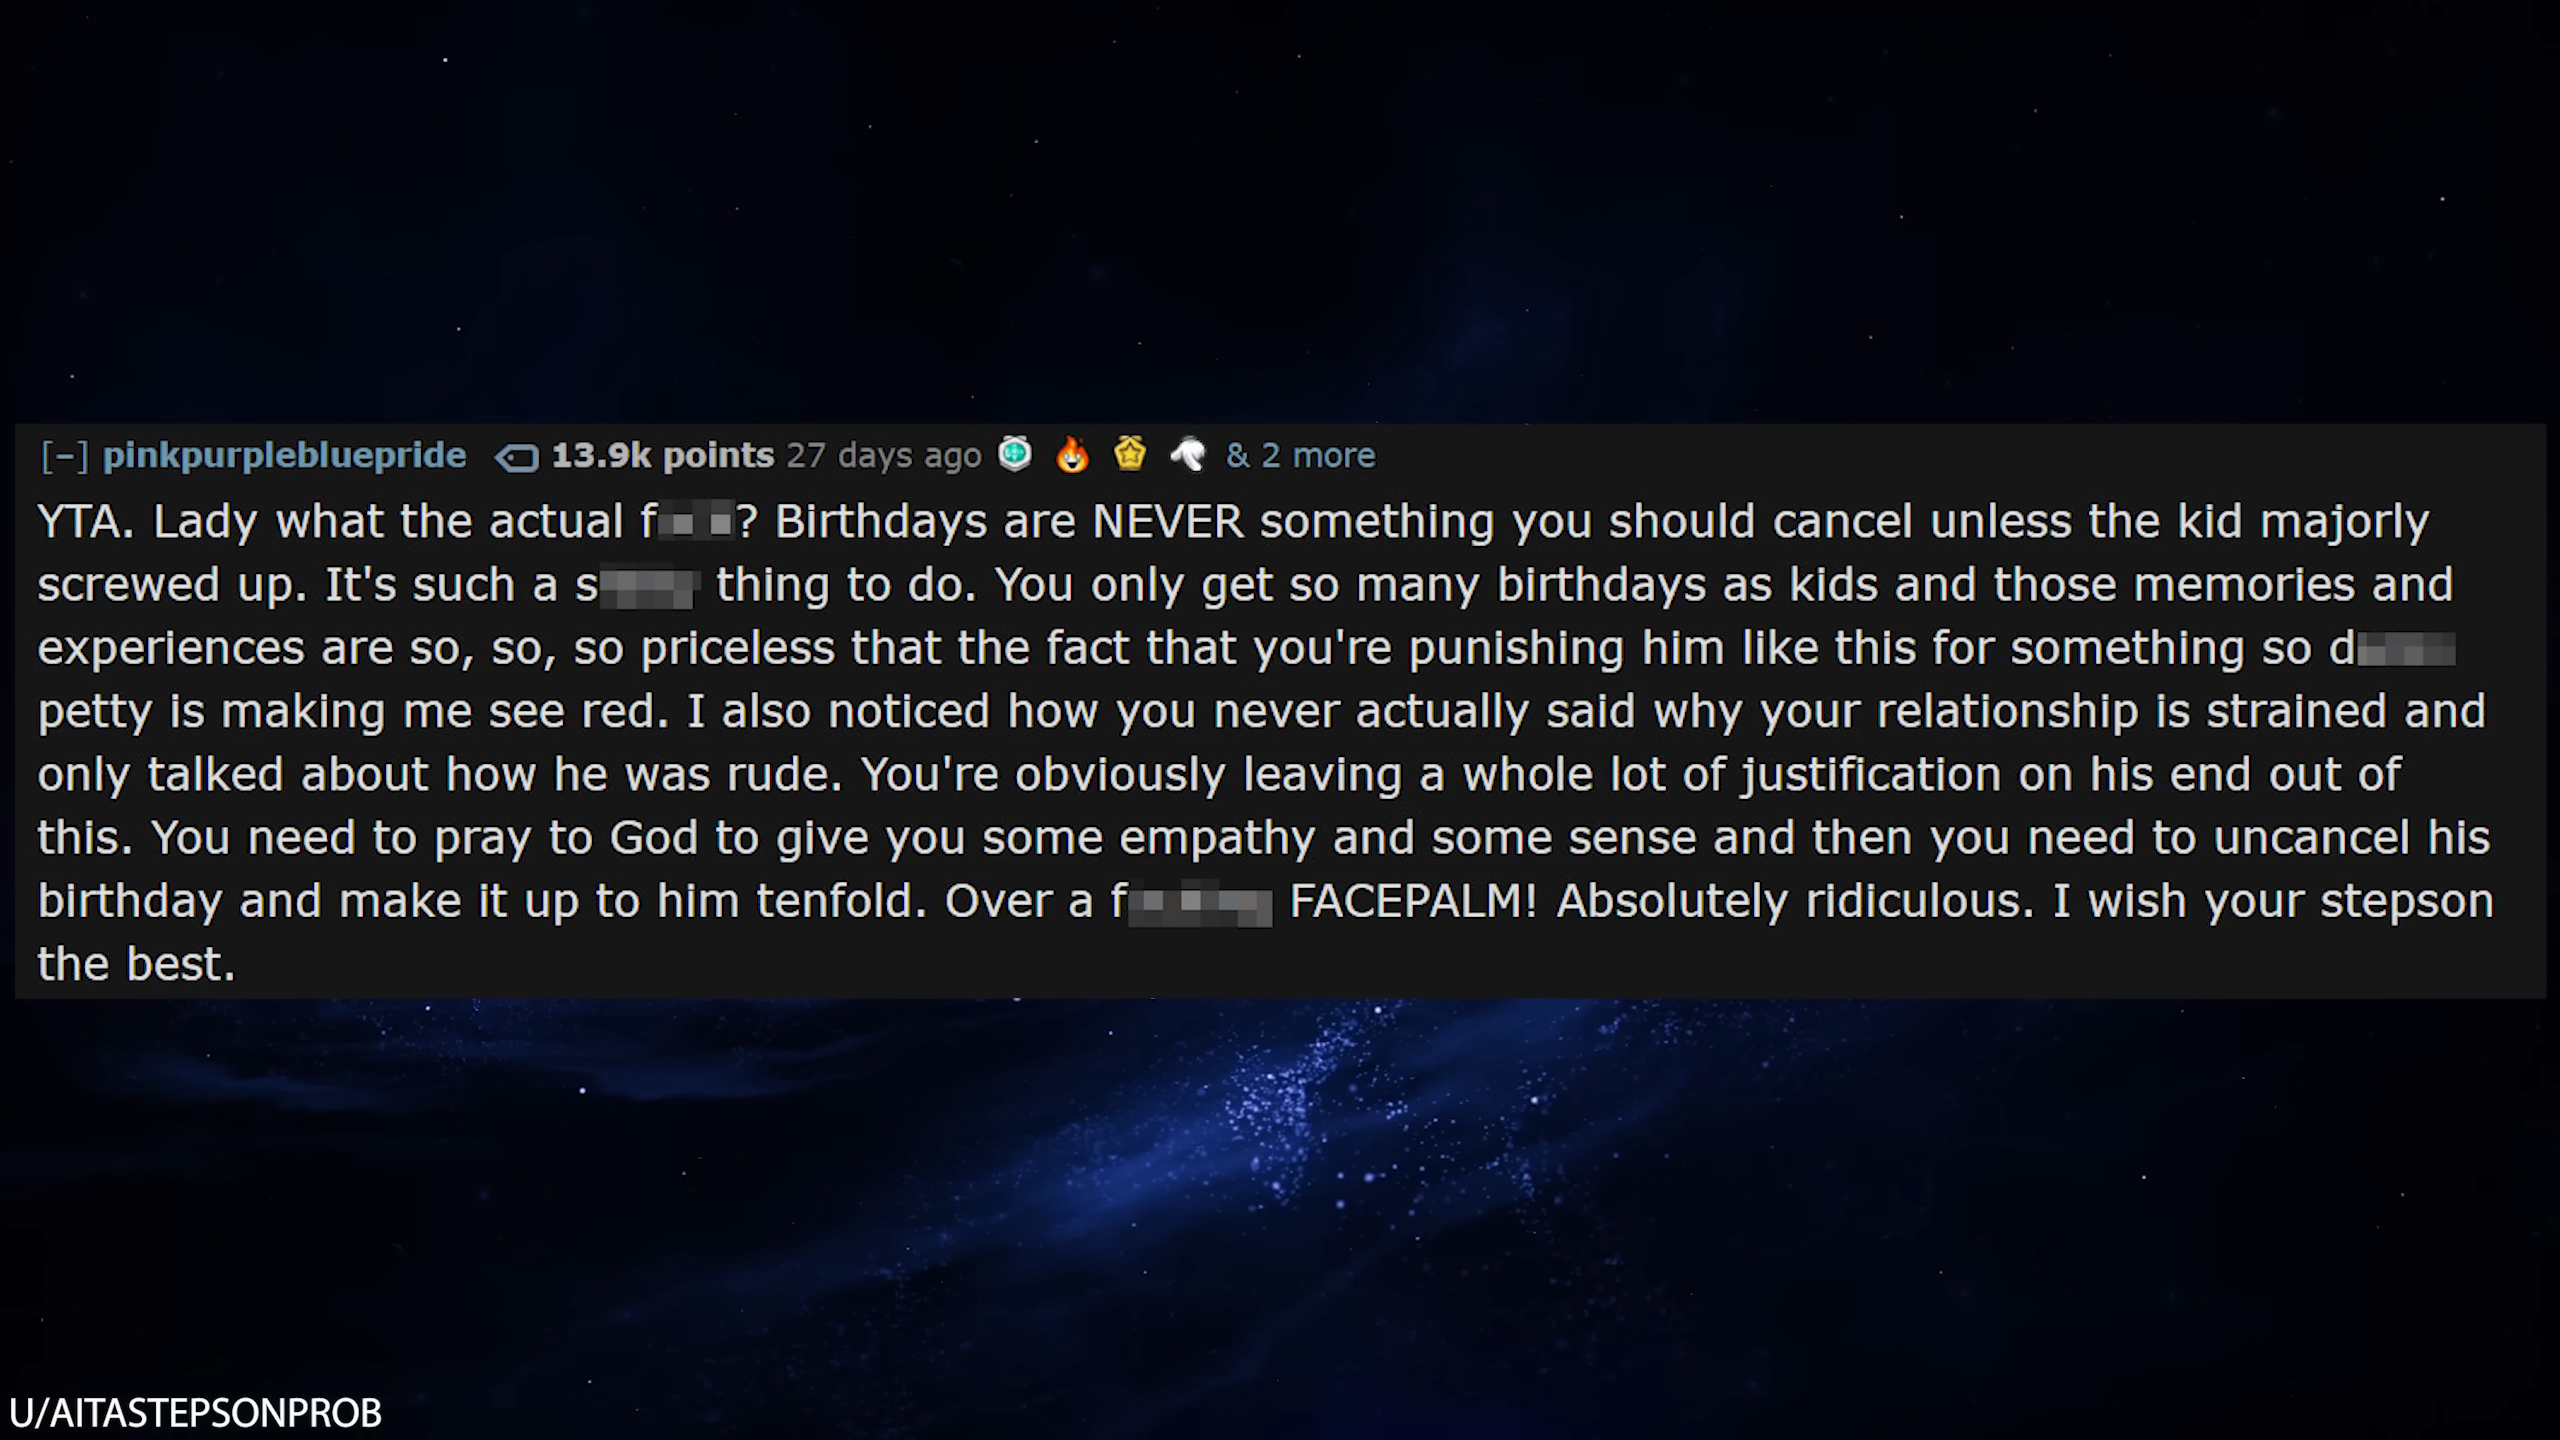 [–] pinkpurplebluepride 13.9k points 27 days ago & 2 more
YTA. Lady what the actual f ? Birthdays are NEVER something you should cancel unless the kid majorly
screwed up. It's such a s thing to do. You only get so many birthdays as kids and those memories and
experiences are so, so, so priceless that the fact that you're punishing him like this for something so d
petty is making me see red. I also noticed how you never actually said why your relationship is strained and
only talked about how he was rude. You're obviously leaving a whole lot of justification on his end out of
this. You need to pray to God to give you some empathy and some sense and then you need to uncancel his
birthday and make it up to him tenfold. Over a f FACEPALM! Absolutely ridiculous. I wish your stepson
the best.
U/AITASTEPSONPROB